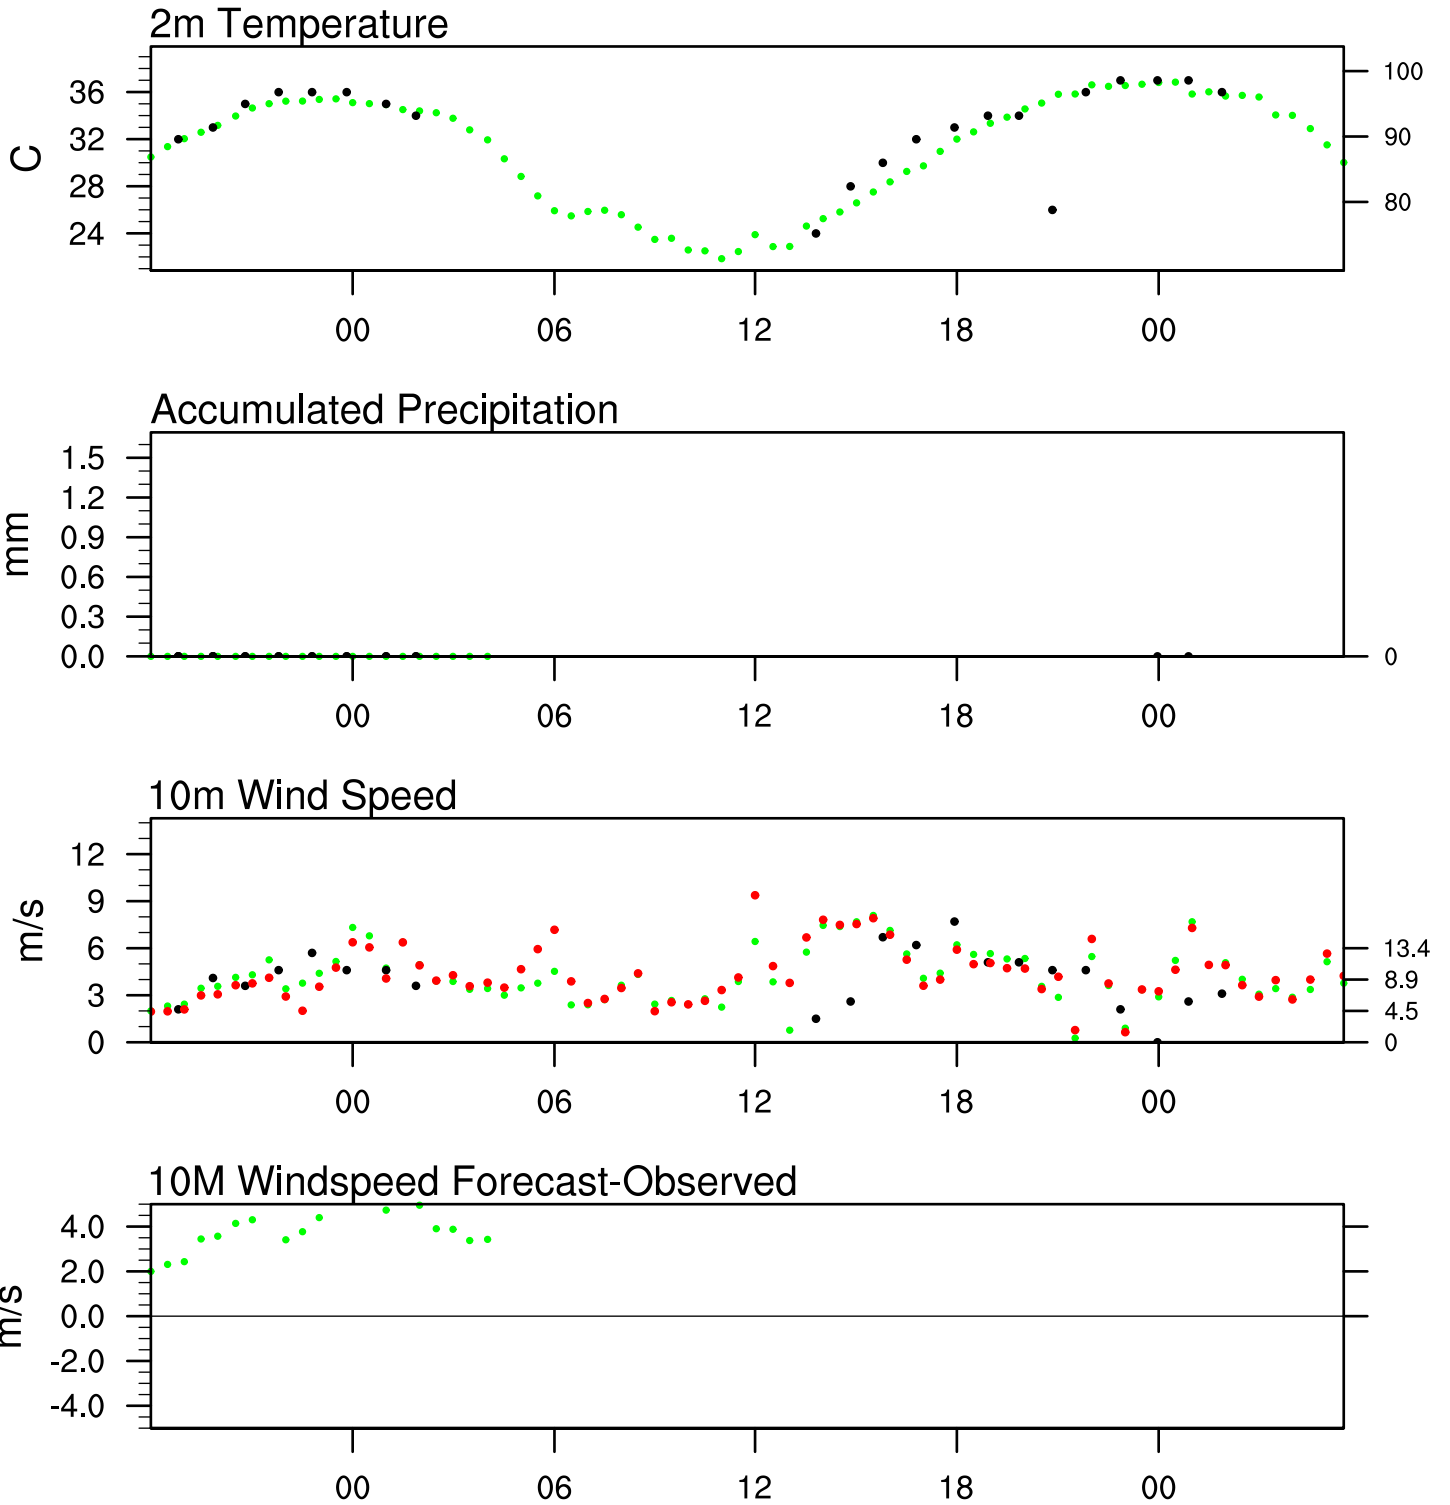 2m Temperature
36
32
28
24
C
100
90
80
00 06 12 18 00
Accumulated Precipitation
1.5
1.2
0.9
0.6
0.3
0.0
mm
0
00 06 12 18 00
10m Wind Speed
12
9
6
3
0
m/s
13.4
8.9
4.5
0
00 06 12 18 00
10M Windspeed Forecast-Observed
4.0
2.0
0.0
-2.0
-4.0
m/s
00 06 12 18 00